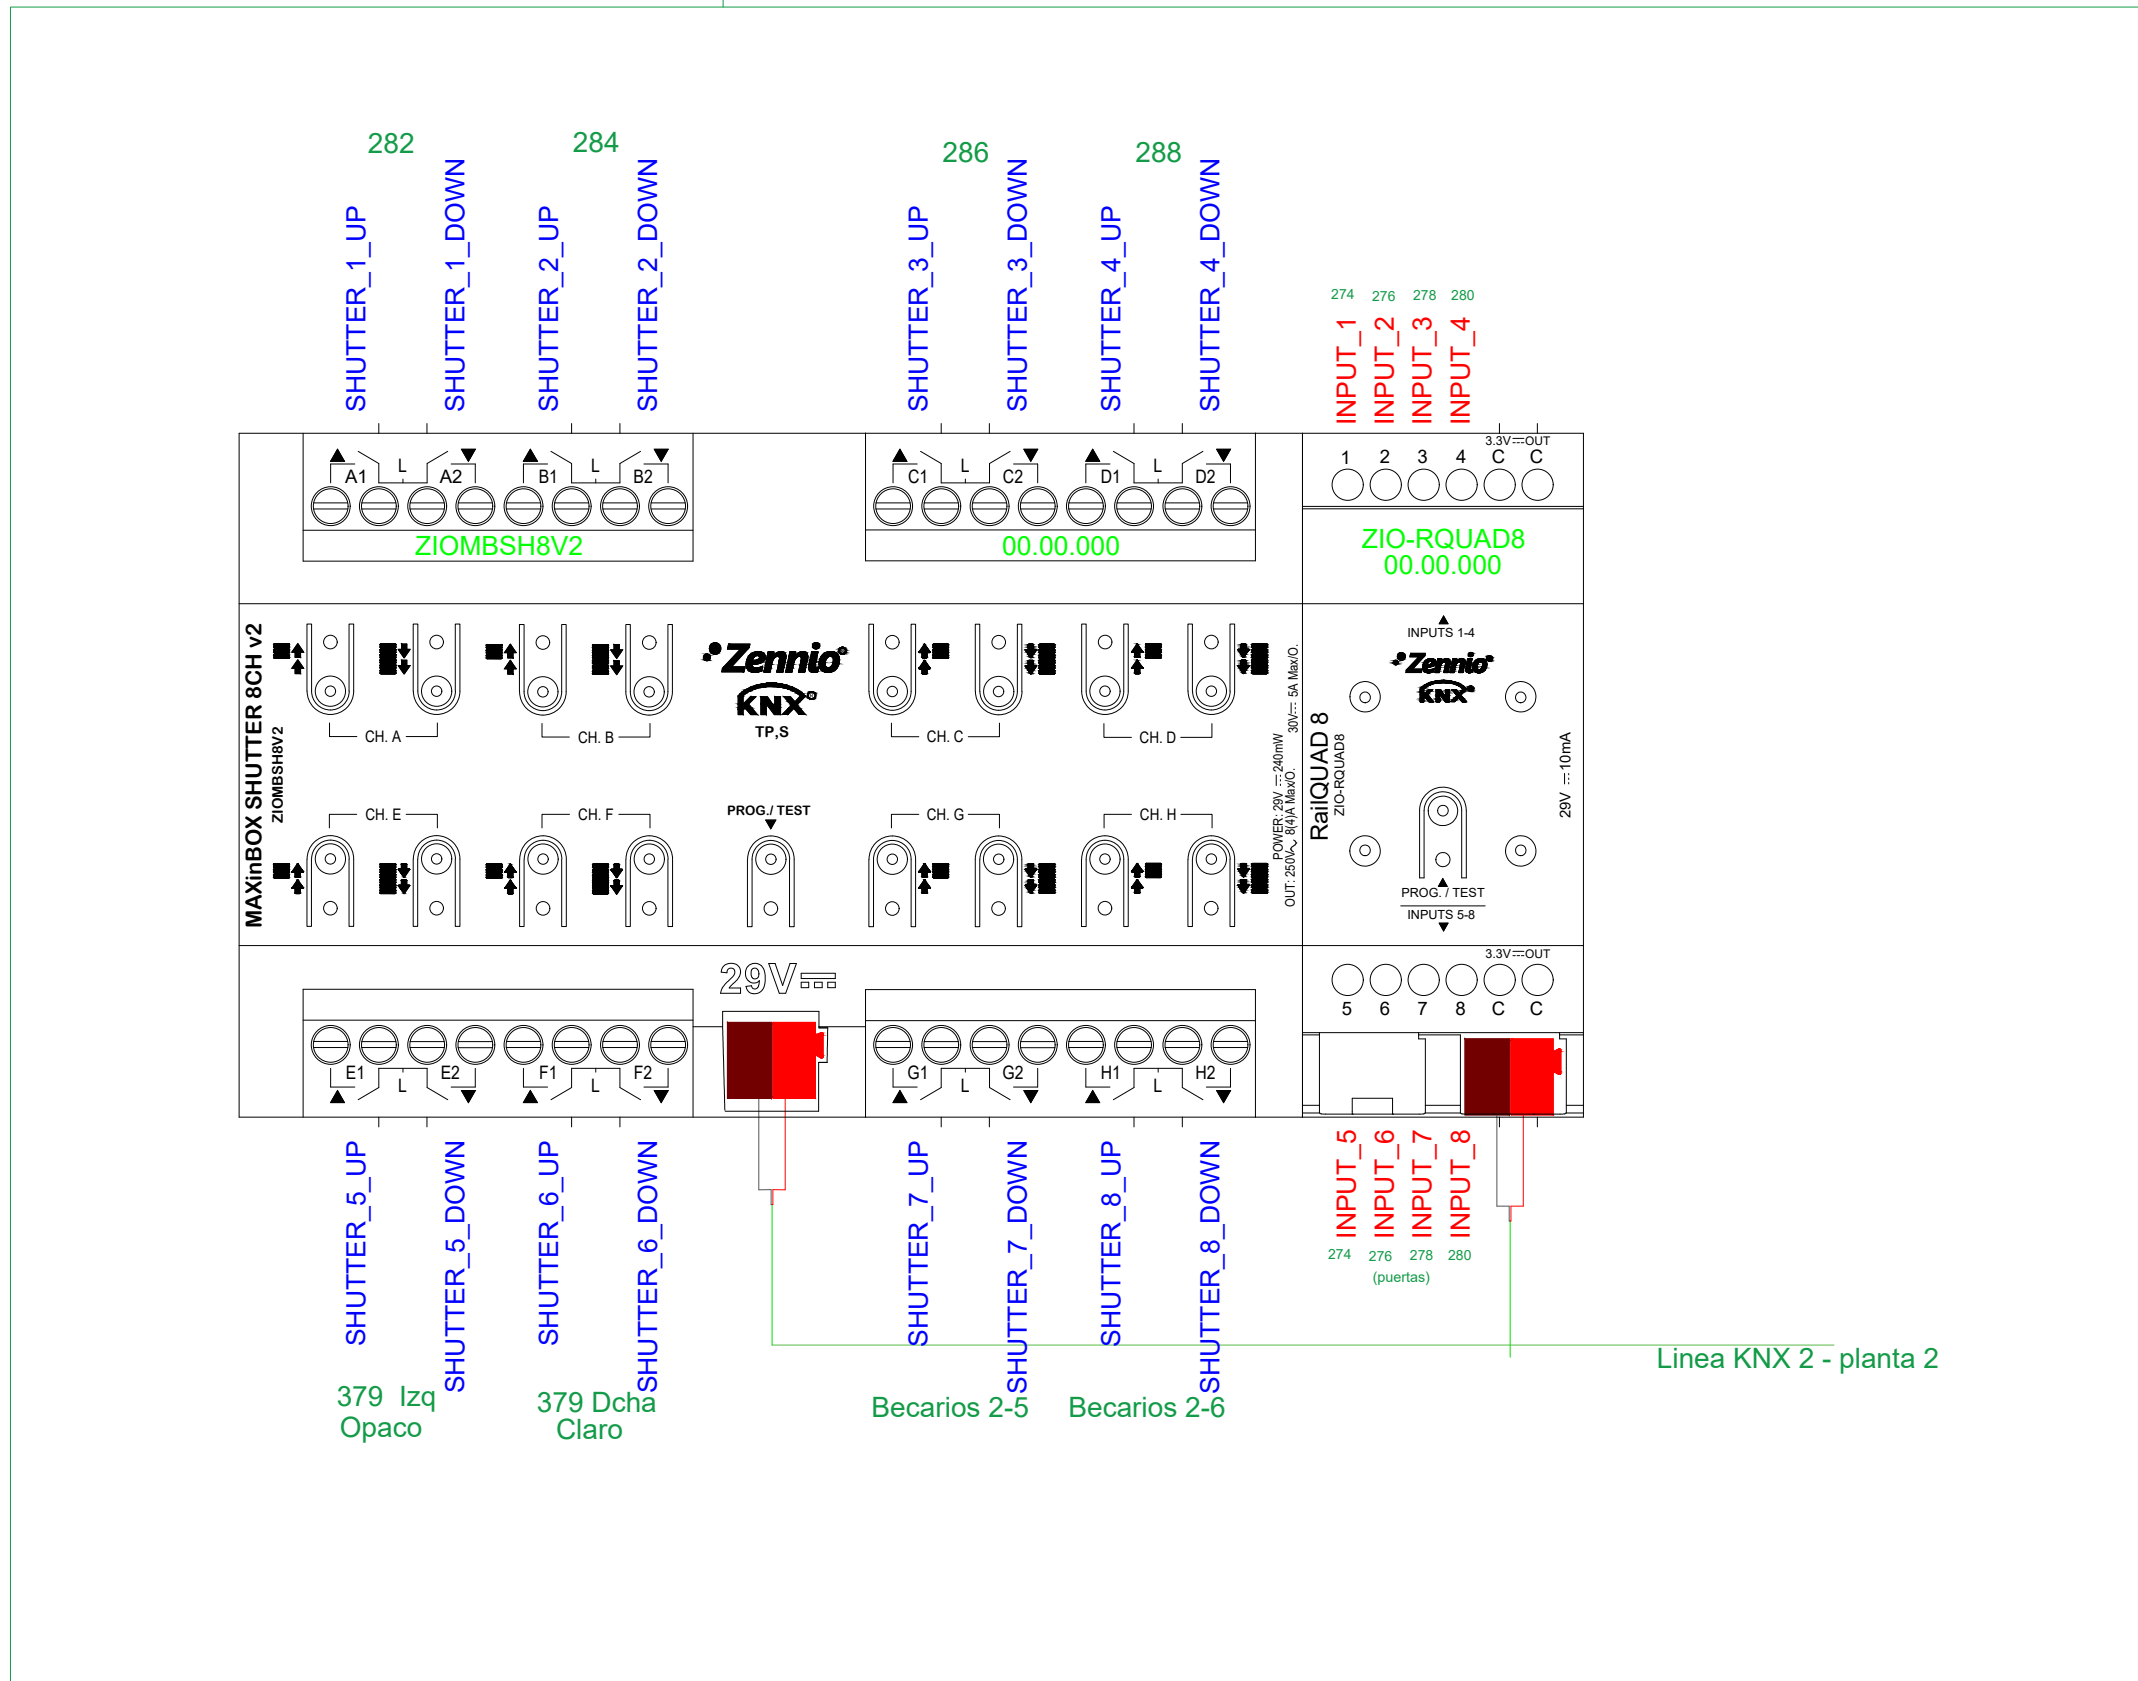 282
284
286
288
SHUTTER_1_UP
SHUTTER_1_DOWN
SHUTTER_2_UP
SHUTTER_2_DOWN
SHUTTER_3_UP
SHUTTER_3_DOWN
SHUTTER_4_UP
SHUTTER_4_DOWN
274
276
278
280
INPUT_1
INPUT_2
INPUT_3
INPUT_4
A1
L
A2
B1
L
B2
C1
L
C2
D1
L
D2
3.3V OUT
1
2
3
4
C
C
ZIOMBSH8V2
00.00.000
ZIO-RQUAD8
00.00.000
MAXinBOX SHUTTER 8CH v2
ZIOMBSH8V2
CH. A
CH. B
Zennio
KNX
TP,S
CH. C
CH. D
CH. E
CH. F
PROG./ TEST
CH. G
CH. H
POWER: 29V 240mW
OUT: 250V 8(4)A Max/O. 30V 5A Max/O.
RailQUAD 8
ZIO-RQUAD8
INPUTS 1-4
Zennio
KNX
29V 10mA
PROG. / TEST
INPUTS 5-8
29V
3.3V OUT
5
6
7
8
C
C
E1
L
E2
F1
L
F2
G1
L
G2
H1
L
H2
SHUTTER_5_UP
SHUTTER_5_DOWN
SHUTTER_6_UP
SHUTTER_6_DOWN
SHUTTER_7_UP
SHUTTER_7_DOWN
SHUTTER_8_UP
SHUTTER_8_DOWN
INPUT_5
INPUT_6
INPUT_7
INPUT_8
274
276
278
280
(puertas)
Linea KNX 2 - planta 2
379 Izq
Opaco
379 Dcha
Claro
Becarios 2-5
Becarios 2-6